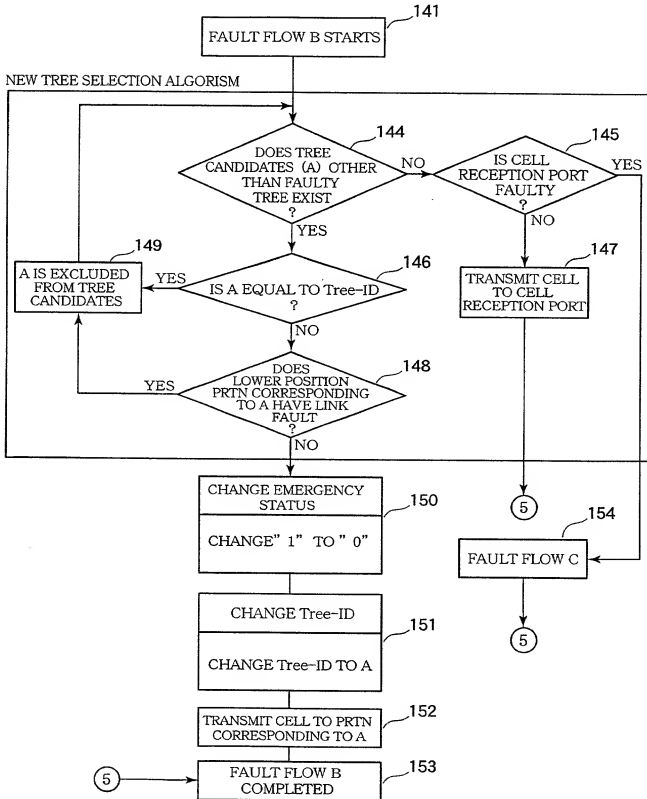 141
FAULT FLOW B STARTS
NEW TREE SELECTION ALGORISM
144
DOES TREE
CANDIDATES (A) OTHER
THAN FAULTY
TREE EXIST
?
NO
YES
145
IS CELL
RECEPTION PORT
FAULTY
?
YES
NO
149
A IS EXCLUDED
FROM TREE
CANDIDATES
YES
146
IS A EQUAL TO Tree-ID
?
NO
147
TRANSMIT CELL
TO CELL
RECEPTION PORT
148
DOES
LOWER POSITION
PRTN CORRESPONDING
TO A HAVE LINK
FAULT
?
YES
NO
150
CHANGE EMERGENCY
STATUS
CHANGE" 1" TO " 0"
5
154
FAULT FLOW C
5
151
CHANGE Tree-ID
CHANGE Tree-ID TO A
152
TRANSMIT CELL TO PRTN
CORRESPONDING TO A
5
153
FAULT FLOW B
COMPLETED